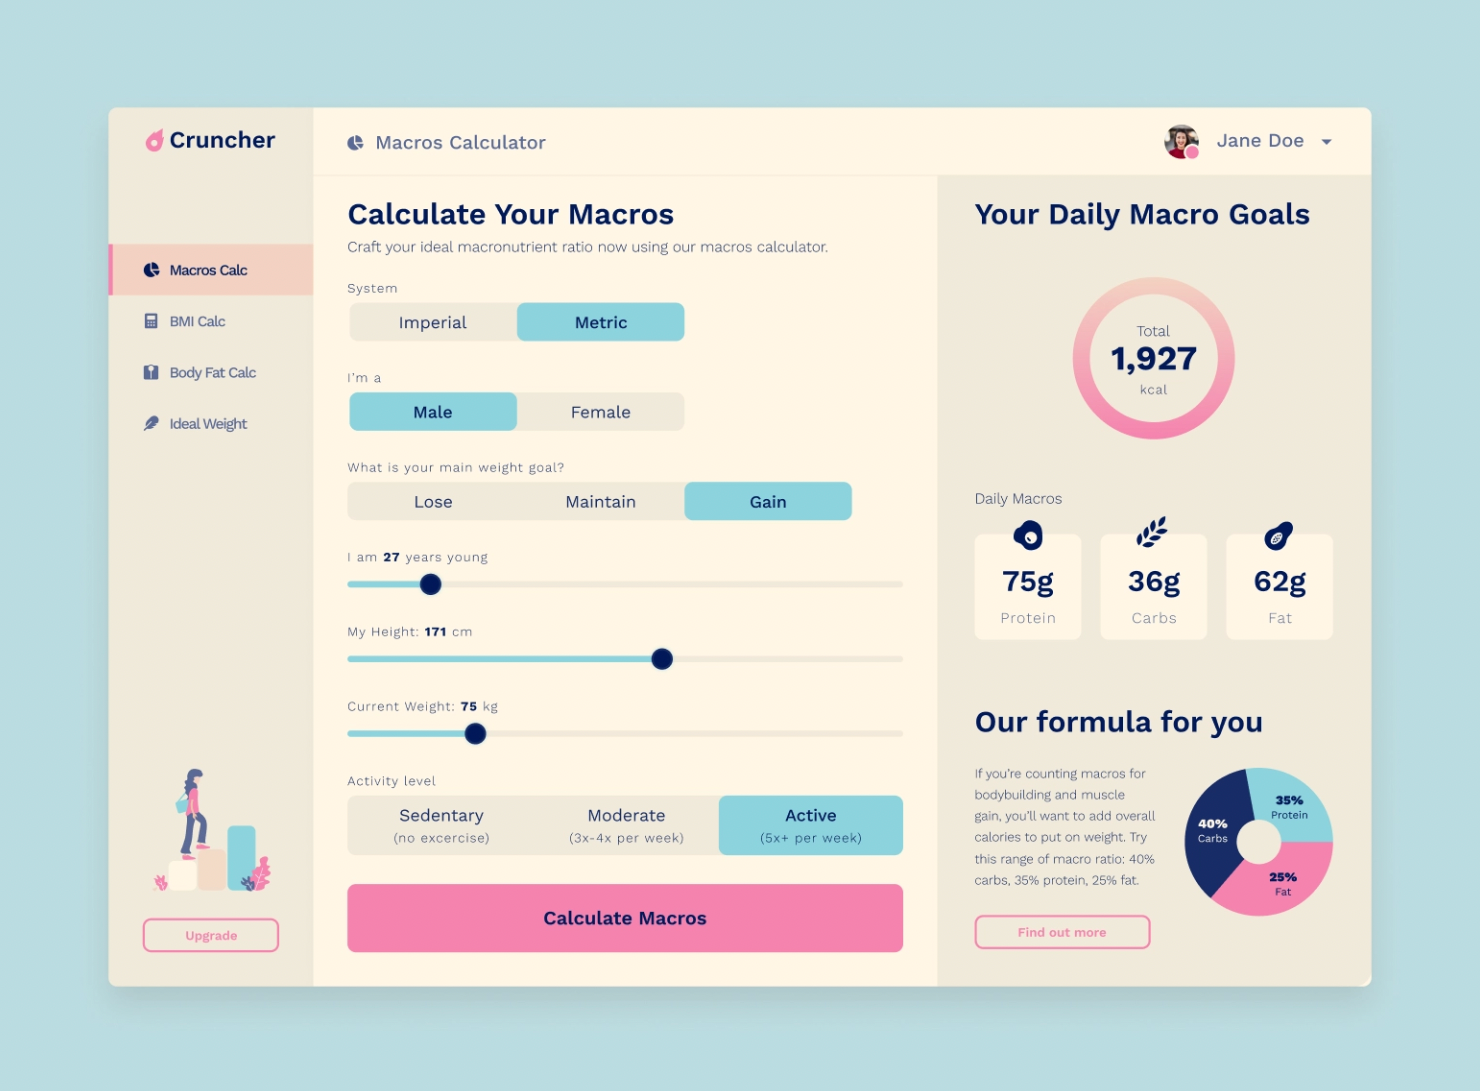 Cruncher
Macros Calculator
Jane Doe
Macros Calc
BMI Calc
Body Fat Calc
Ideal Weight
Upgrade
Calculate Your Macros
Craft your ideal macronutrient ratio now using our macros calculator.
System
Imperial
Metric
I'm a
Male
Female
What is your main weight goal?
Lose
Maintain
Gain
I am 27 years young
My Height: 171 cm
Current Weight: 75 kg
Activity level
Sedentary
(no excercise)
Moderate
(3x-4x per week)
Active
(5x+ per week)
Calculate Macros
Your Daily Macro Goals
Total
1,927
kcal
Daily Macros
75g
Protein
36g
Carbs
62g
Fat
Our formula for you
If you're counting macros for
bodybuilding and muscle
gain, you'll want to add overall
calories to put on weight. Try
this range of macro ratio: 40%
carbs, 35% protein, 25% fat.
35%
Protein
40%
Carbs
25%
Fat
Find out more